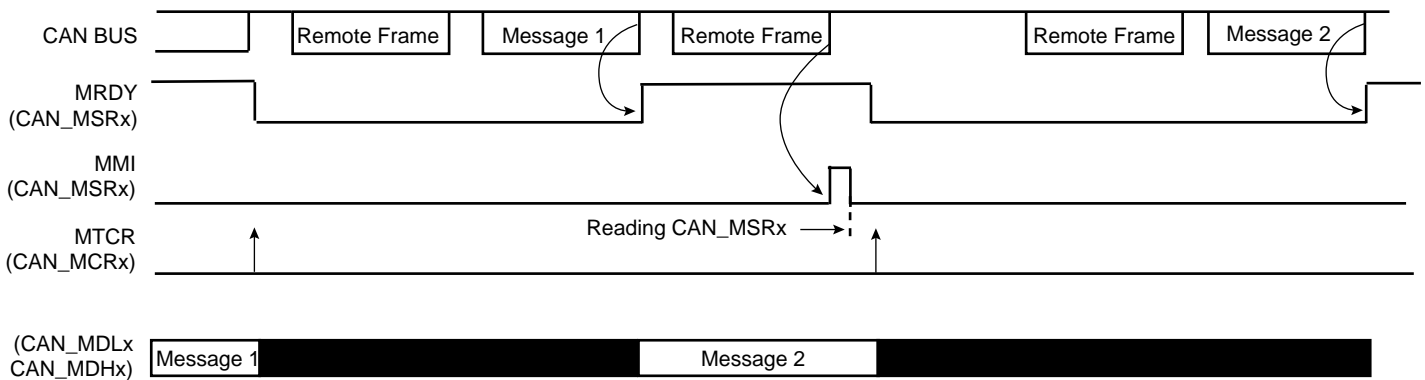 CAN BUS
Remote Frame
Message 1
Remote Frame
Remote Frame
Message 2
MRDY
(CAN_MSRx)
MMI
(CAN_MSRx)
Reading CAN_MSRx
MTCR
(CAN_MCRx)
(CAN_MDLx
CAN_MDHx)
Message 1
Message 2